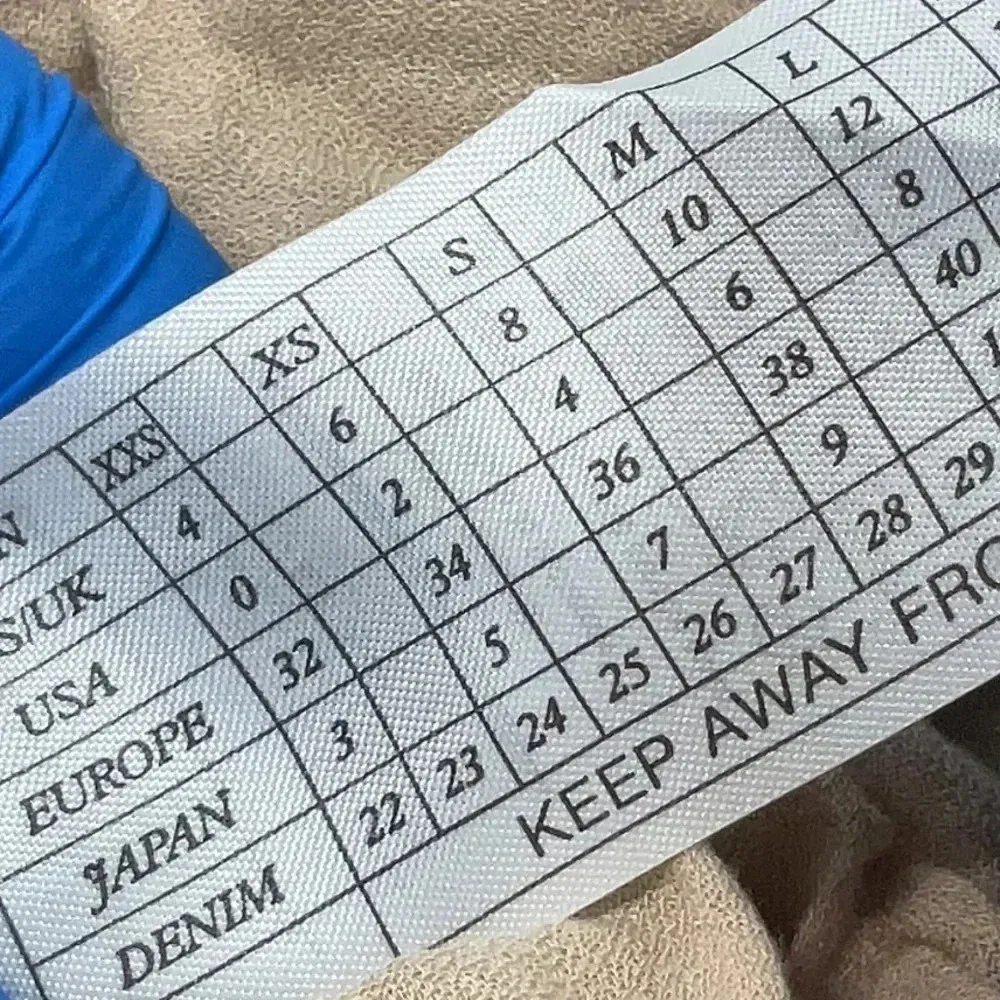 N XXS XS S M L
S/UK 4 6 8 10 12
USA 0 2 4 6 8
EUROPE 32 34 36 38 40
JAPAN 3 5 7 9
DENIM 22 23 24 25 26 27 28 29
KEEP AWAY FRO